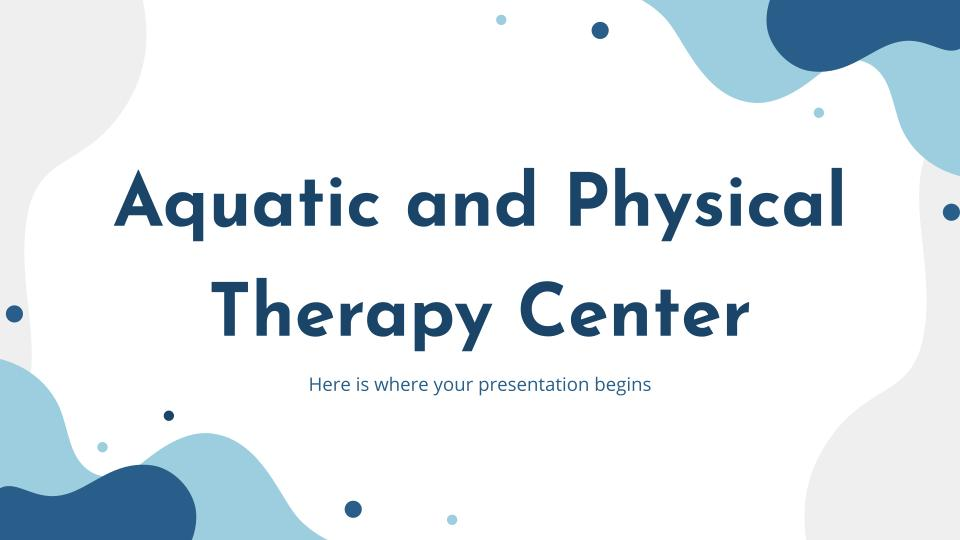 Aquatic and Physical
Therapy Center
Here is where your presentation begins